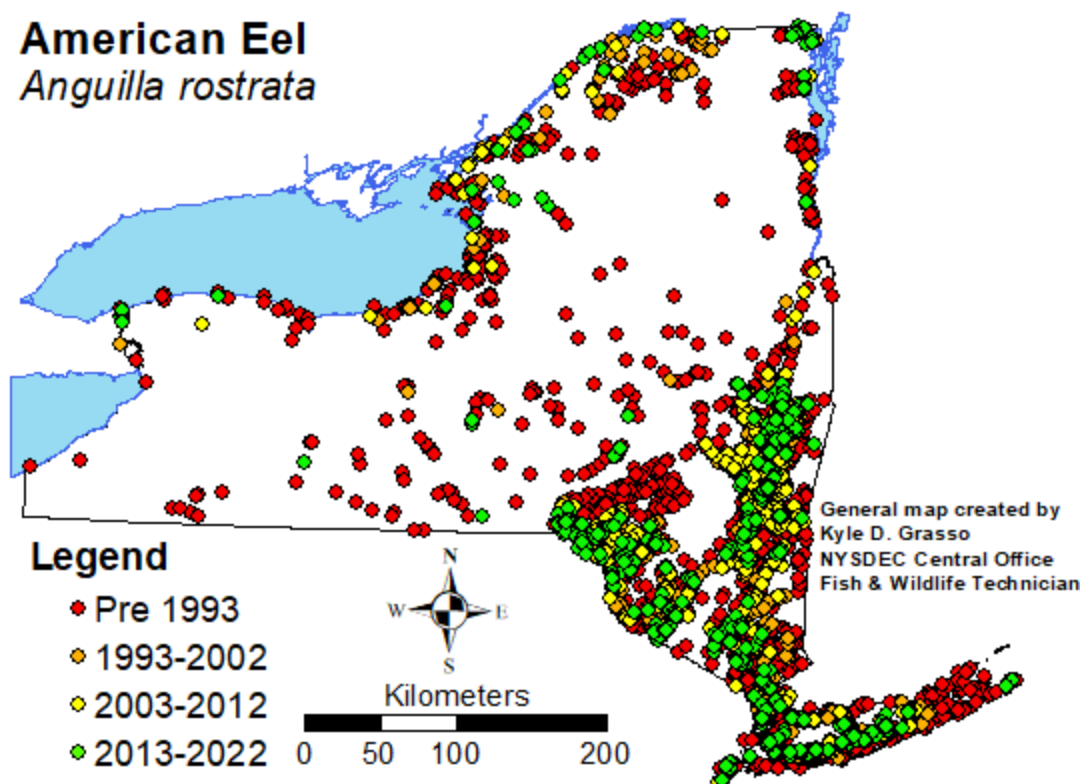 American Eel
Anguilla rostrata
General map created by
Kyle D. Grasso
NYSDEC Central Office
Fish & Wildlife Technician
Legend
Pre 1993
1993-2002
2003-2012
2013-2022
N
W E
S
Kilometers
0 50 100 200